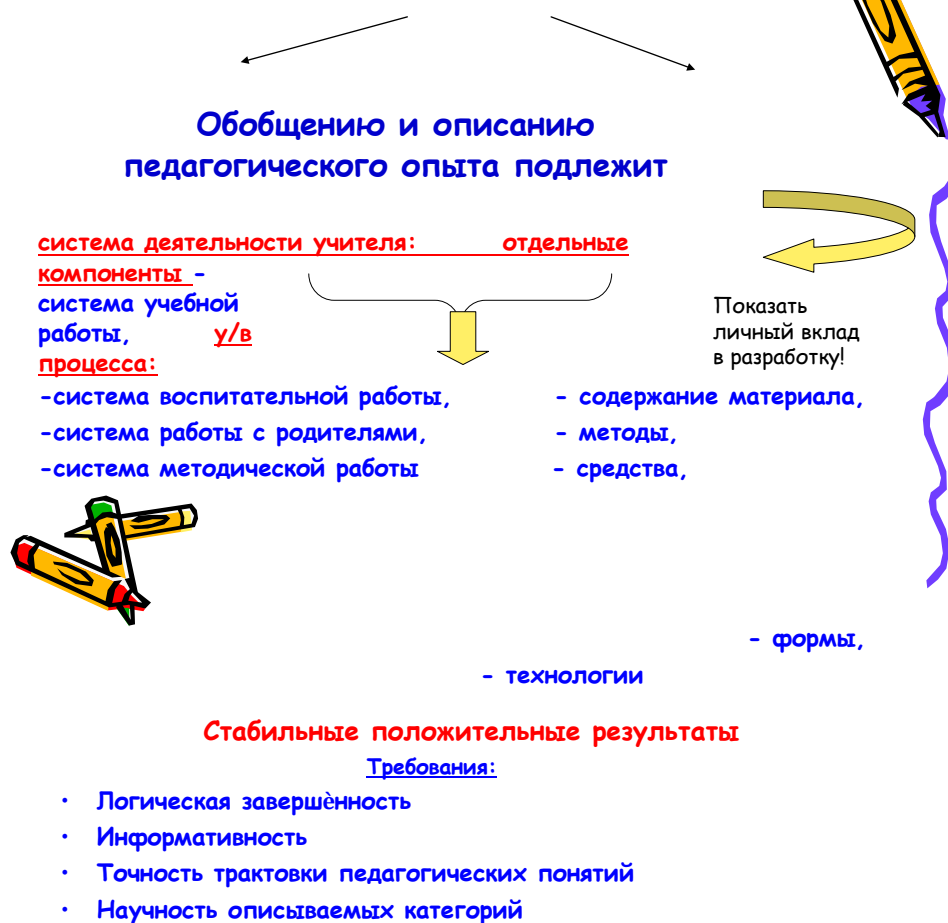 Обобщению и описанию
педагогического опыта подлежит
система деятельности учителя: отдельные
компоненты -
система учебной
работы, у/в
процесса:
Показать
личный вклад
в разработку!
-система воспитательной работы, - содержание материала,
-система работы с родителями, - методы,
-система методической работы - средства,
- формы,
- технологии
Стабильные положительные результаты
Требования:
• Логическая завершѐнность
• Информативность
• Точность трактовки педагогических понятий
• Научность описываемых категорий